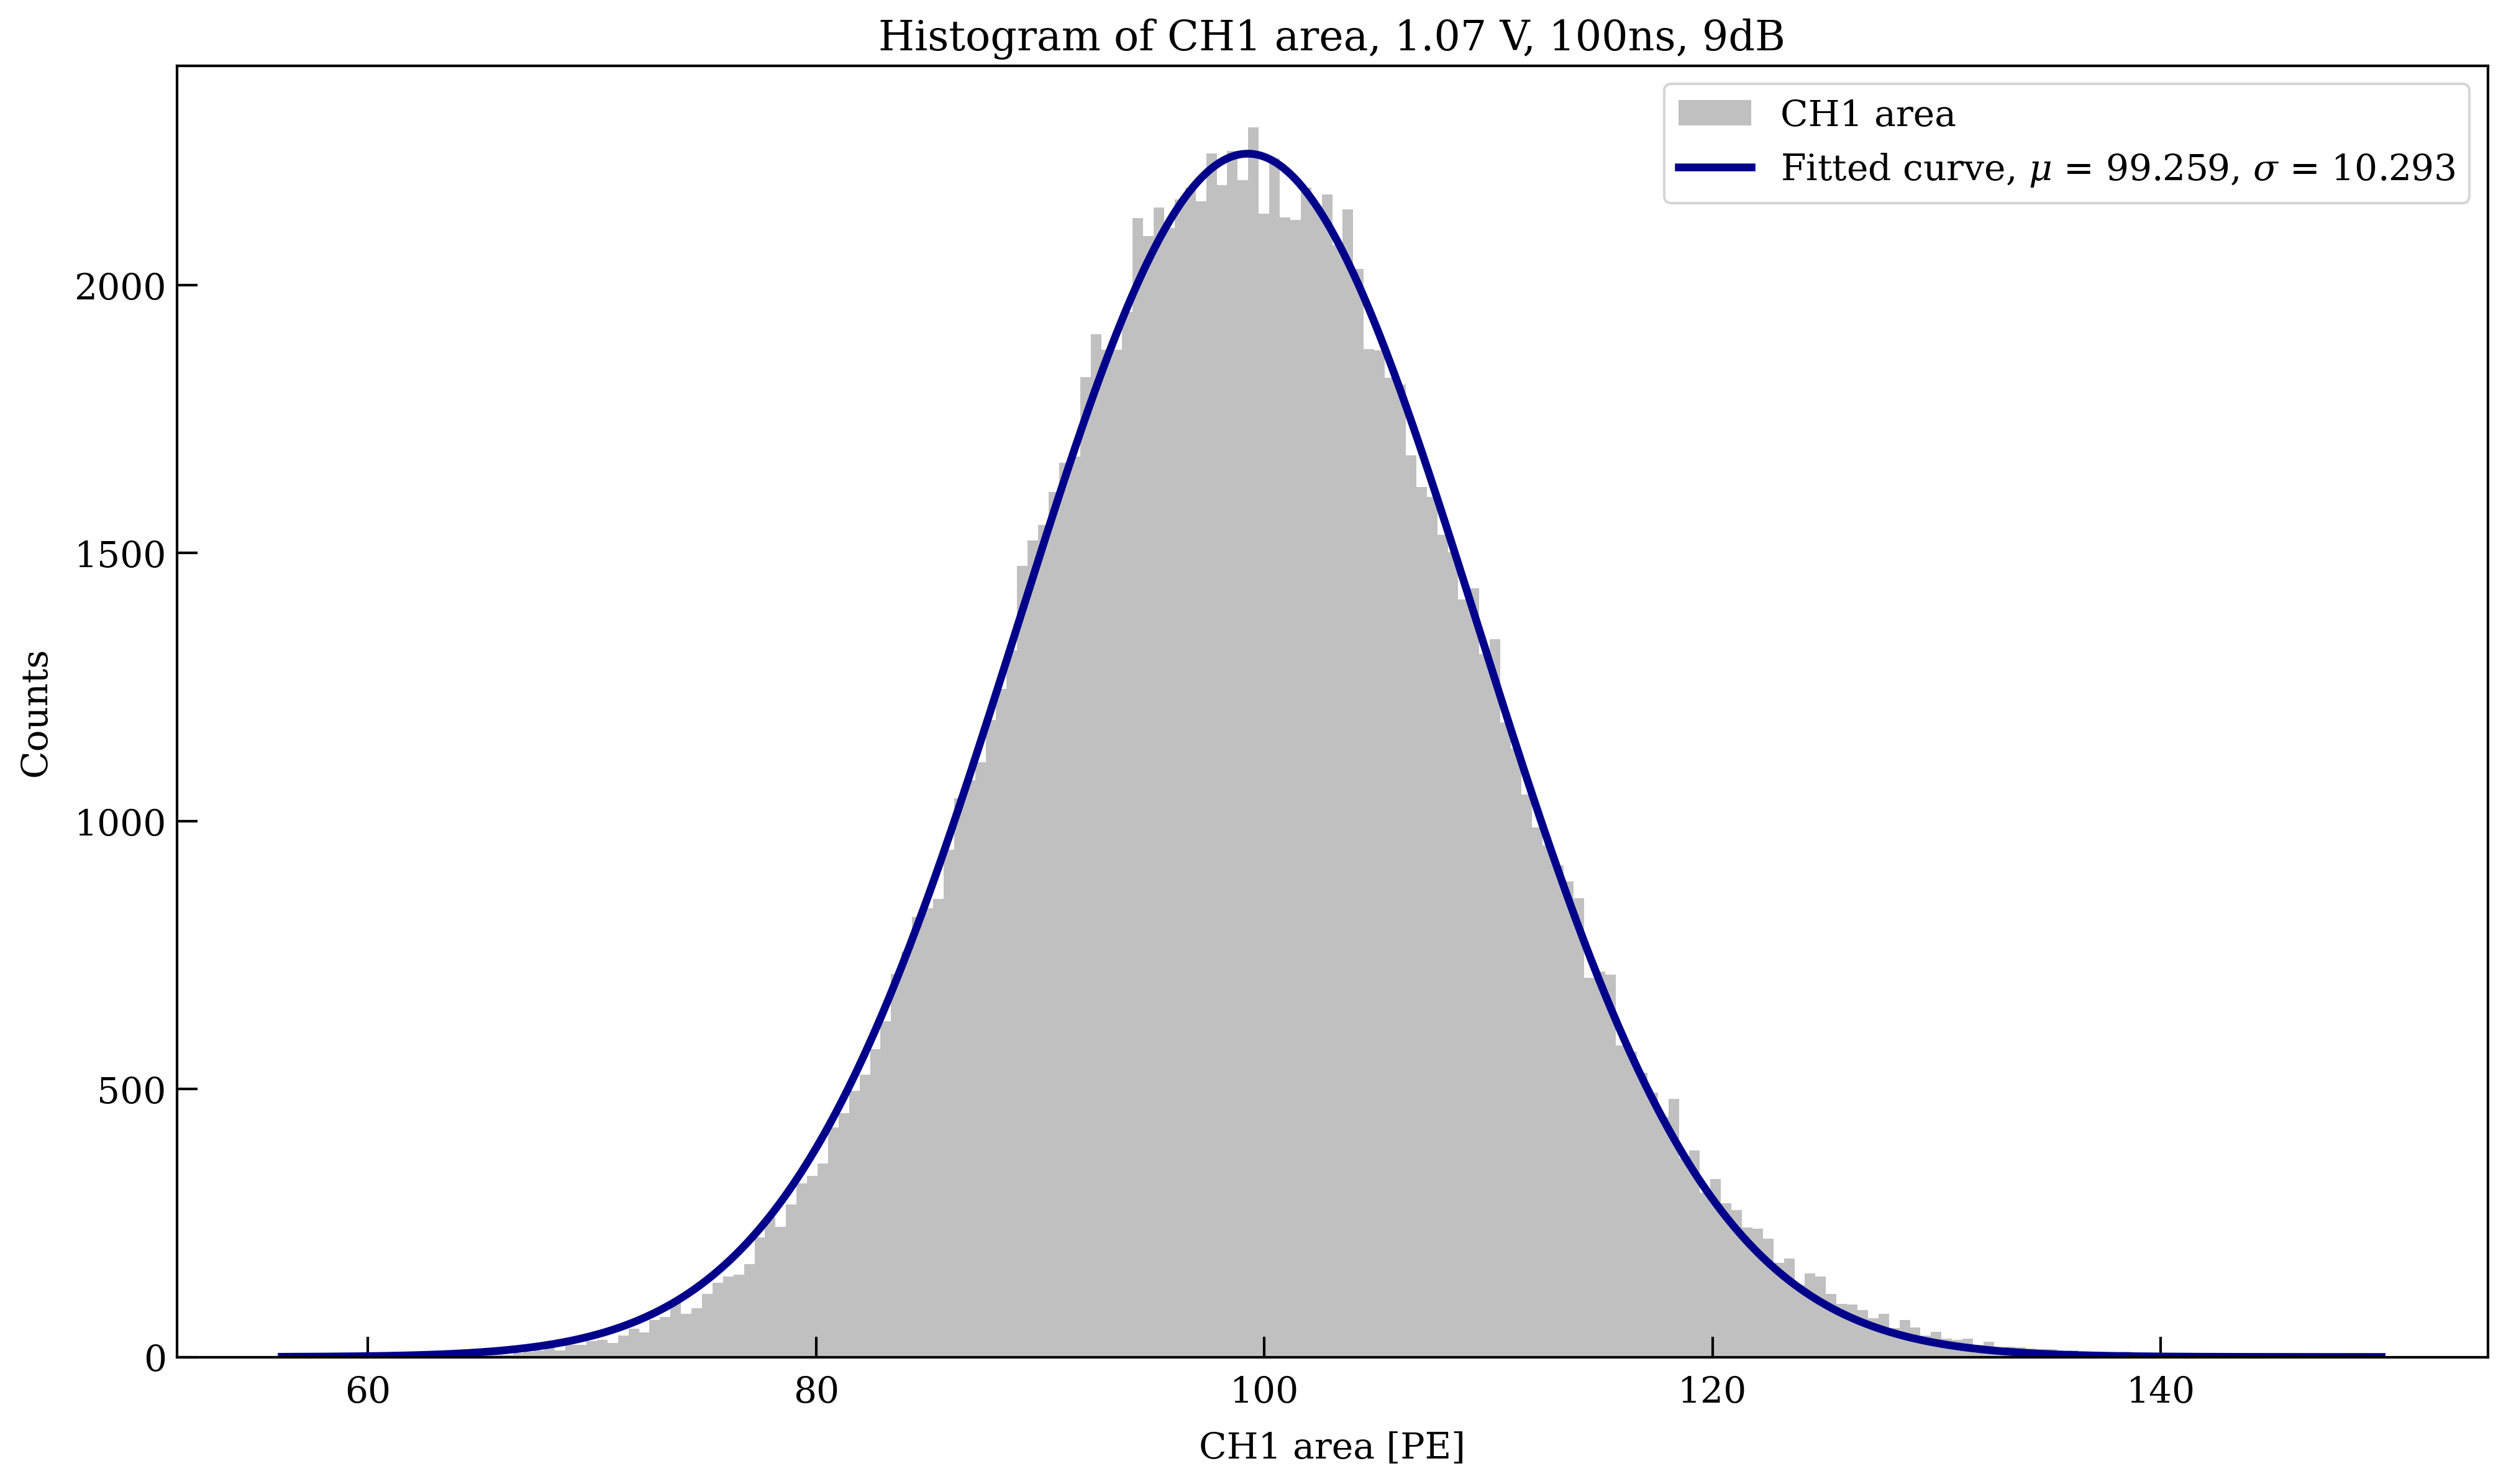 Histogram of CH1 area, 1.07 V, 100ns, 9dB
CH1 area
Fitted curve, μ = 99.259, σ = 10.293
2000
1500
1000
500
0
Counts
60 80 100 120 140
CH1 area [PE]